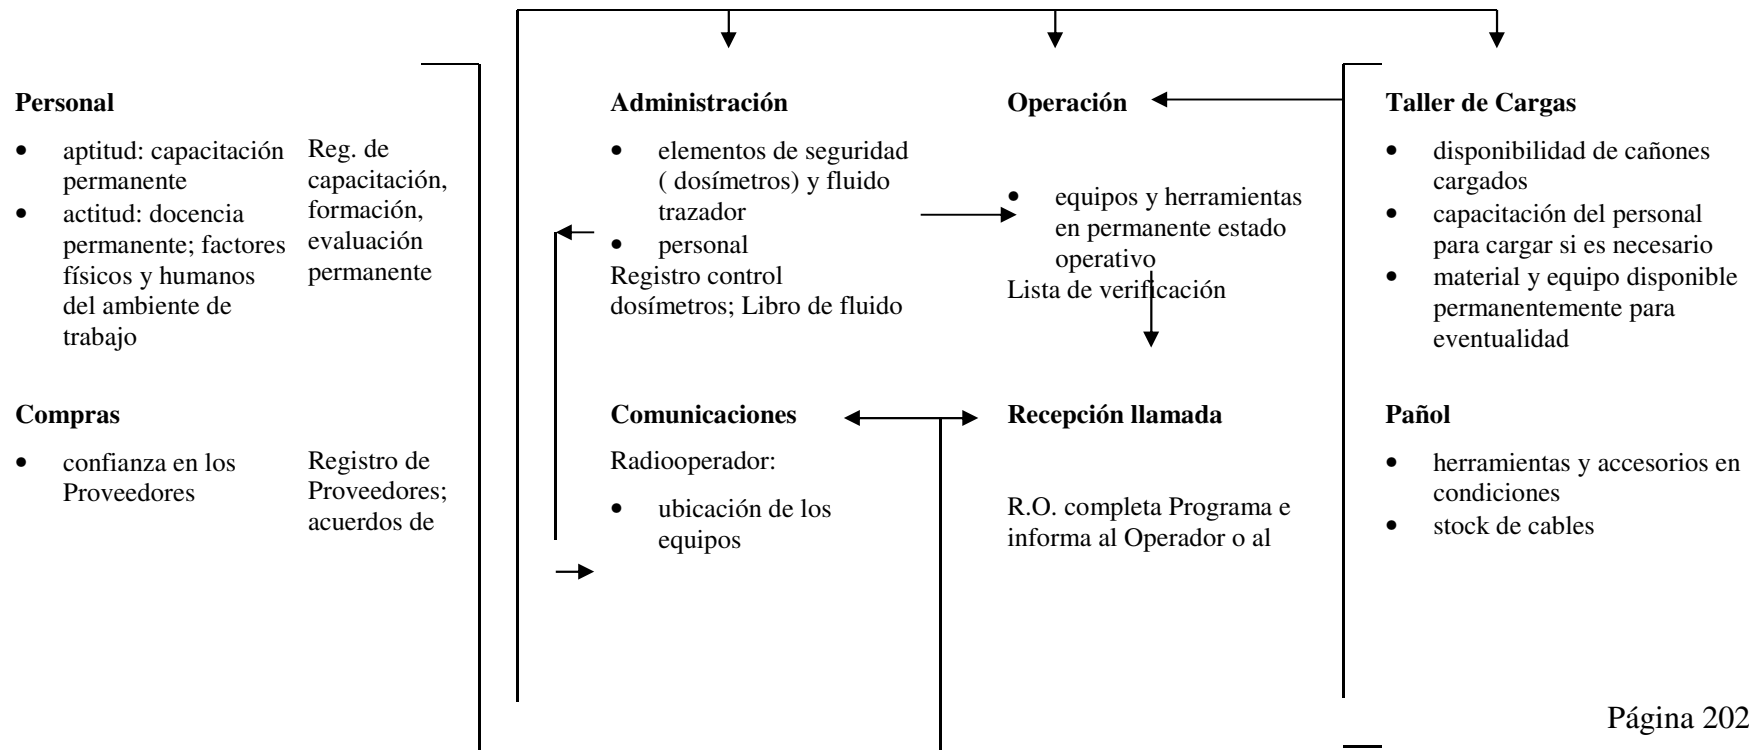 Personal
• aptitud: capacitación
permanente
• actitud: docencia
permanente; factores
físicos y humanos
del ambiente de
trabajo
Reg. de
capacitación,
formación,
evaluación
permanente
Administración
• elementos de seguridad
( dosímetros) y fluido
trazador
• personal
Registro control
dosímetros; Libro de fluido
Operación
• equipos y herramientas
en permanente estado
operativo
Lista de verificación
Taller de Cargas
• disponibilidad de cañones
cargados
• capacitación del personal
para cargar si es necesario
• material y equipo disponible
permanentemente para
eventualidad
Compras
• confianza en los
Proveedores
Registro de
Proveedores;
acuerdos de
Comunicaciones
Radiooperador:
• ubicación de los
equipos
Recepción llamada
R.O. completa Programa e
informa al Operador o al
Pañol
• herramientas y accesorios en
condiciones
• stock de cables
Página 202